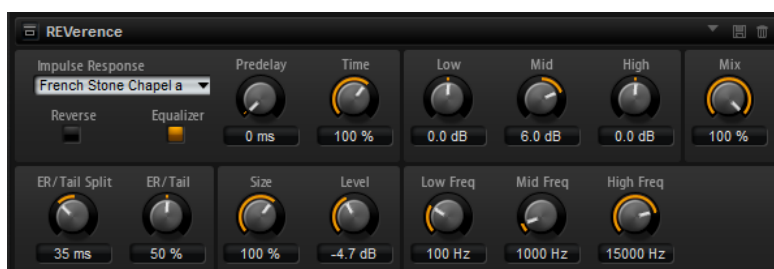 REVerence
Impulse Response Predelay Time Low Mid High Mix
French Stone Chapel a
Reverse Equalizer
0 ms 100 % 0.0 dB 6.0 dB 0.0 dB 100 %
ER/Tail Split ER/Tail Size Level Low Freq Mid Freq High Freq
35 ms 50 % 100 % -4.7 dB 100 Hz 1000 Hz 15000 Hz